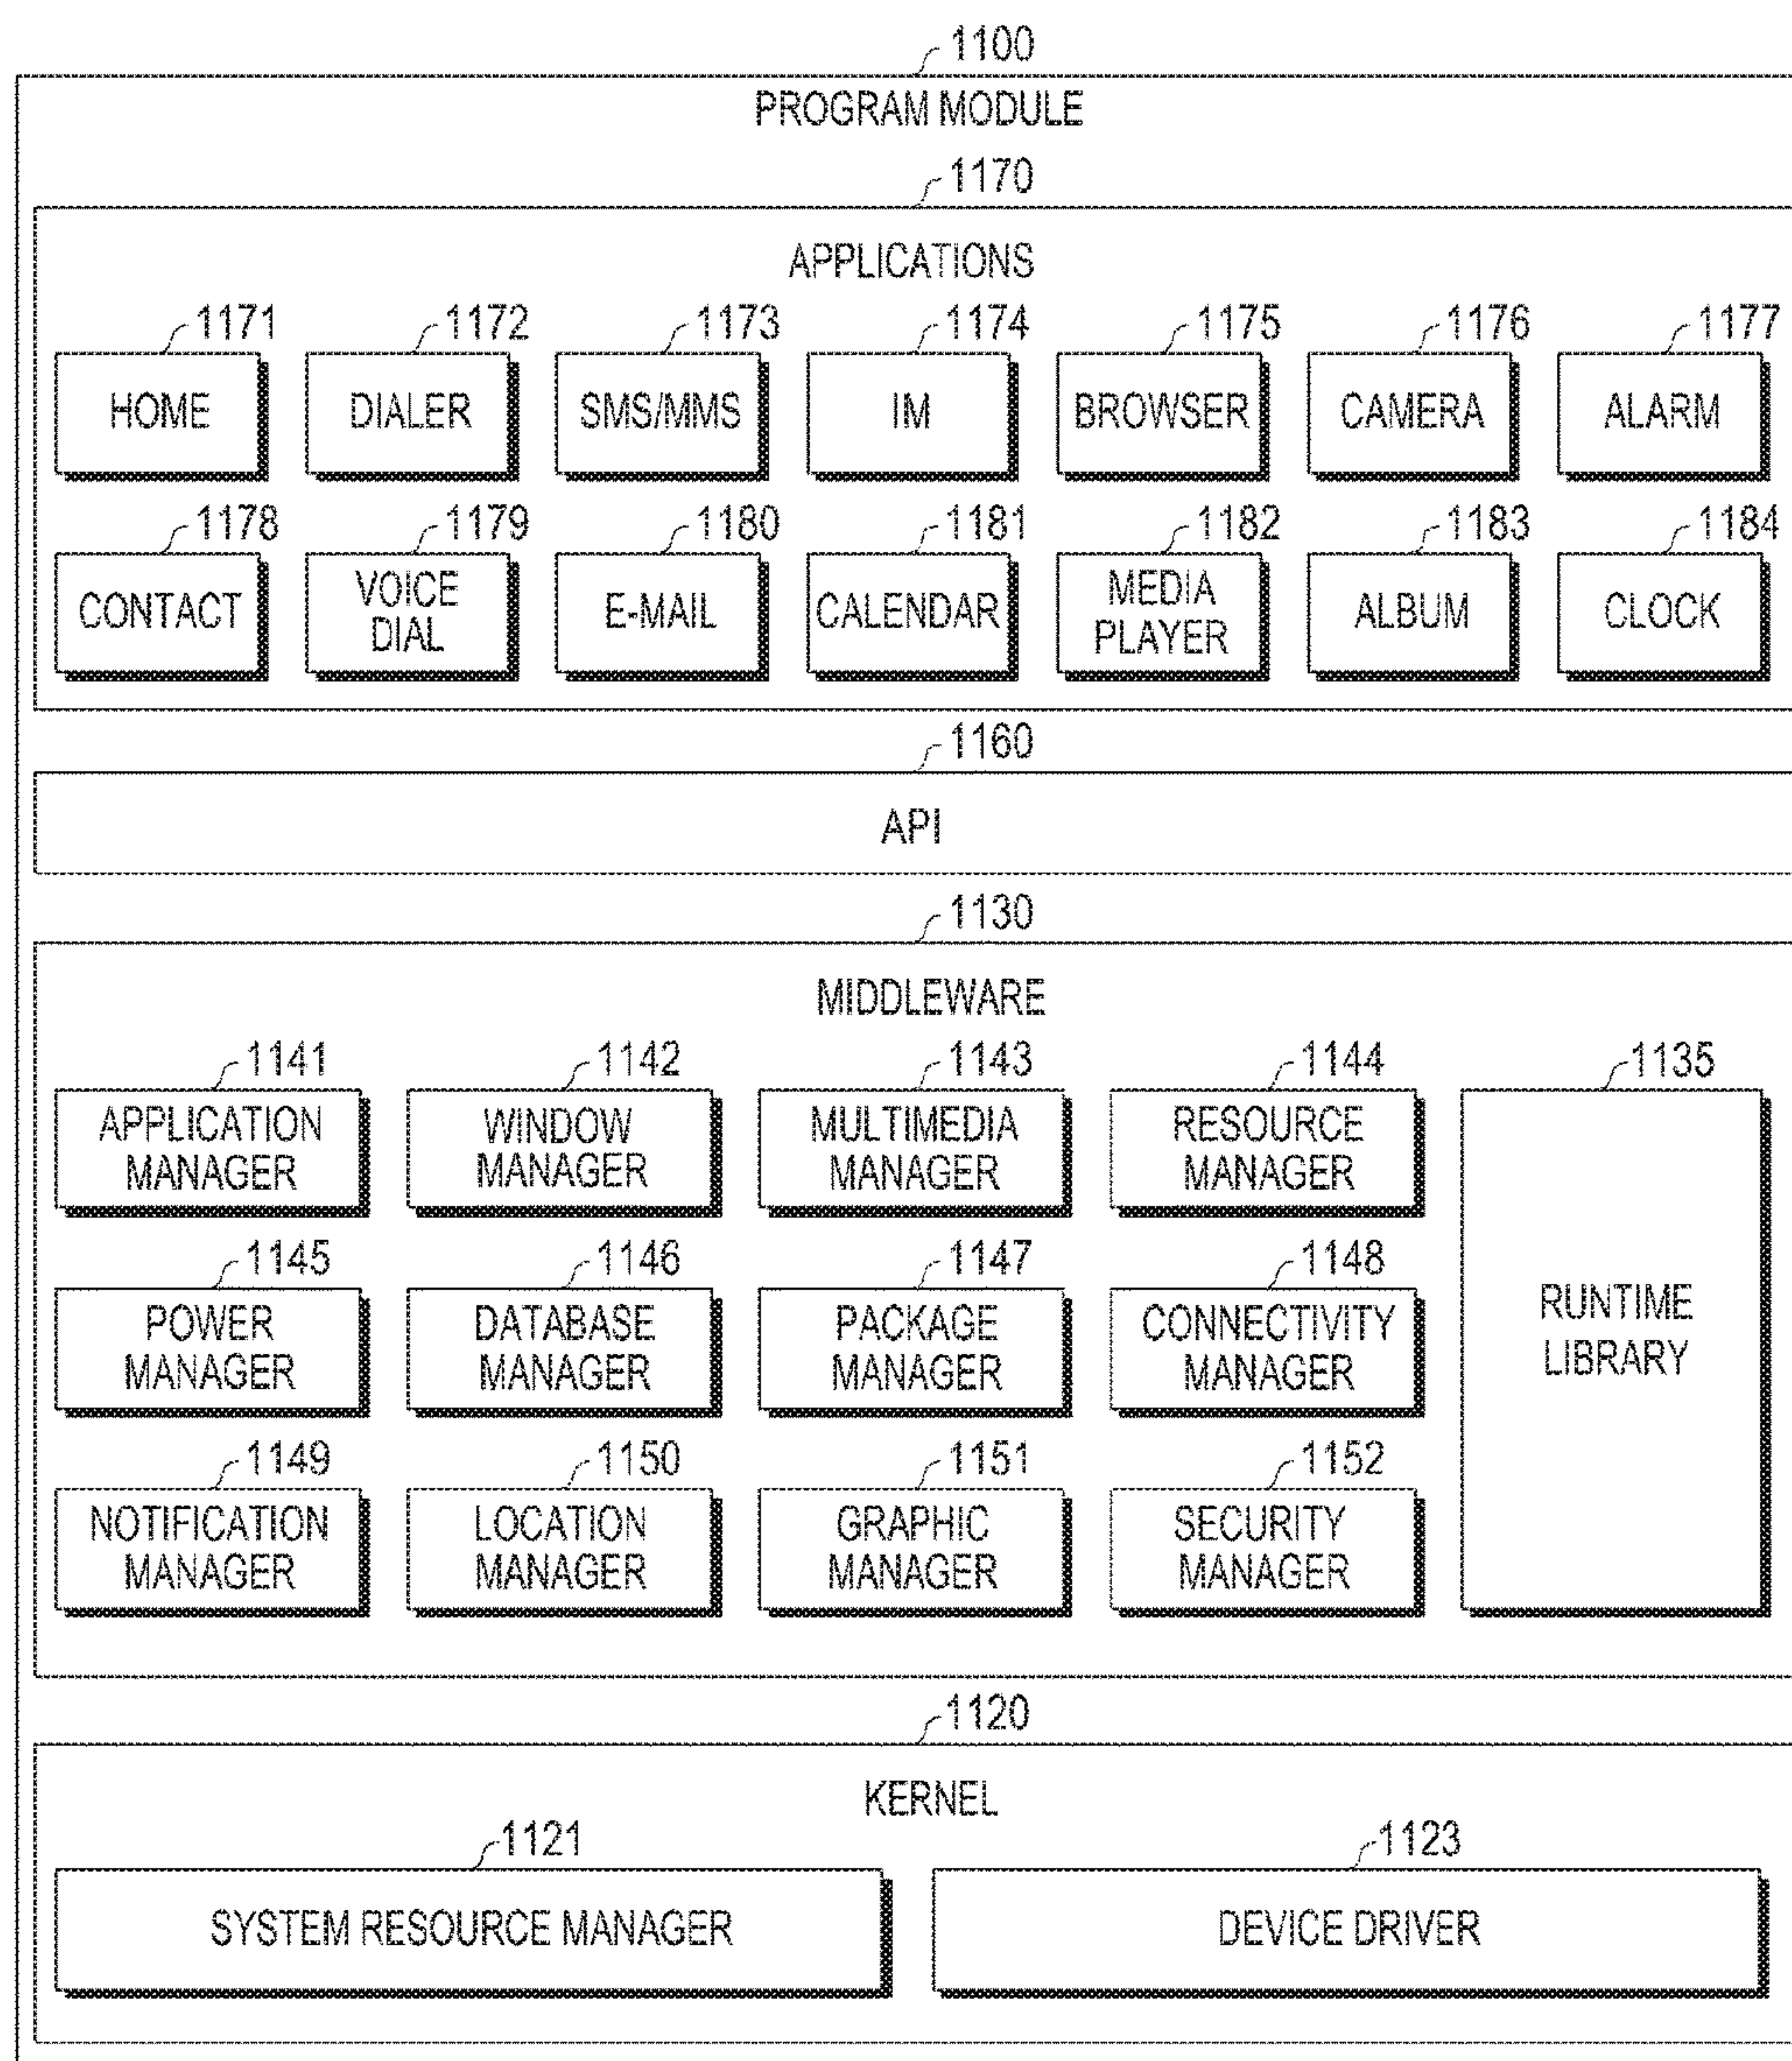 1100
PROGRAM MODULE
1170
APPLICATIONS
1171 1172 1173 1174 1175 1176 1177
HOME DIALER SMS/MMS IM BROWSER CAMERA ALARM
1178 1179 1180 1181 1182 1183 1184
CONTACT VOICE DIAL E-MAIL CALENDAR MEDIA PLAYER ALBUM CLOCK
1160
API
1130
MIDDLEWARE
1141 1142 1143 1144 1135
APPLICATION WINDOW MULTIMEDIA RESOURCE
MANAGER MANAGER MANAGER MANAGER
1145 1146 1147 1148
POWER DATABASE PACKAGE CONNECTIVITY
MANAGER MANAGER MANAGER MANAGER
RUNTIME
LIBRARY
1149 1150 1151 1152
NOTIFICATION LOCATION GRAPHIC SECURITY
MANAGER MANAGER MANAGER MANAGER
1120
KERNEL
1121 1123
SYSTEM RESOURCE MANAGER DEVICE DRIVER